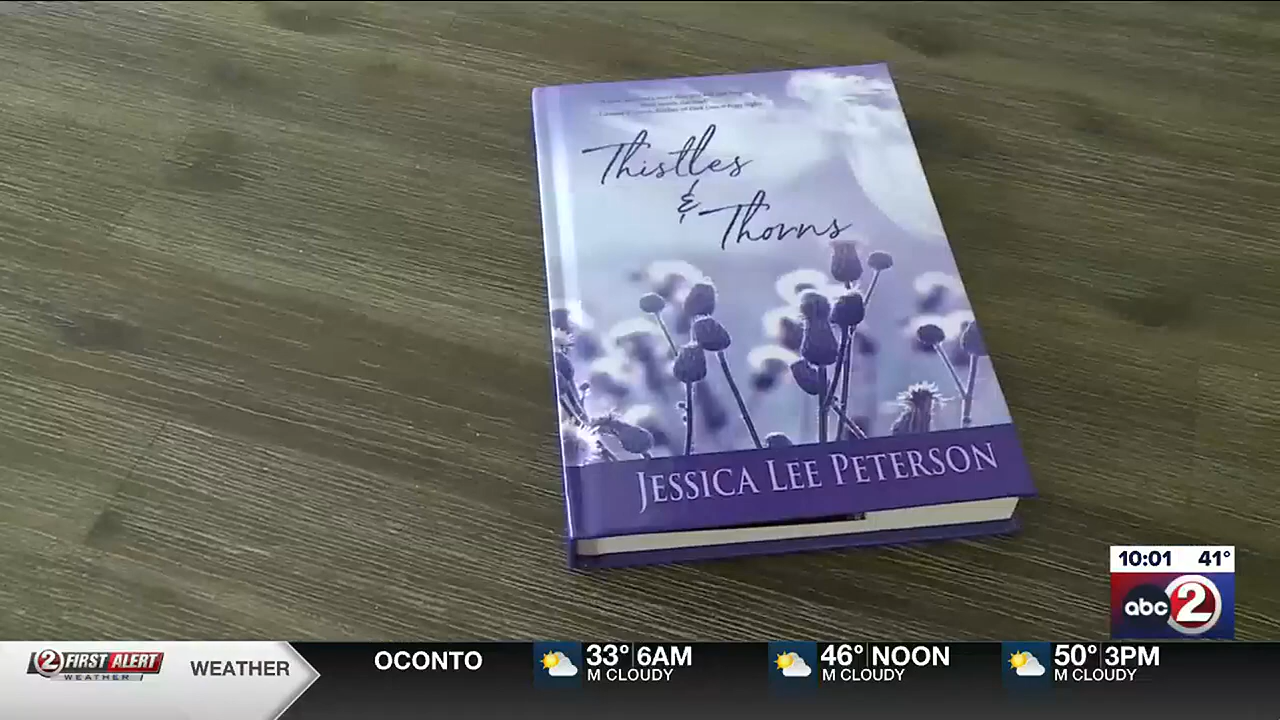 Thistles
&
Thorns
JESSICA LEE PETERSON
10:01 41°
abc 2
2 FIRST ALERT
WEATHER
WEATHER
OCONTO
33° 6AM
M CLOUDY
46° NOON
M CLOUDY
50° 3PM
M CLOUDY